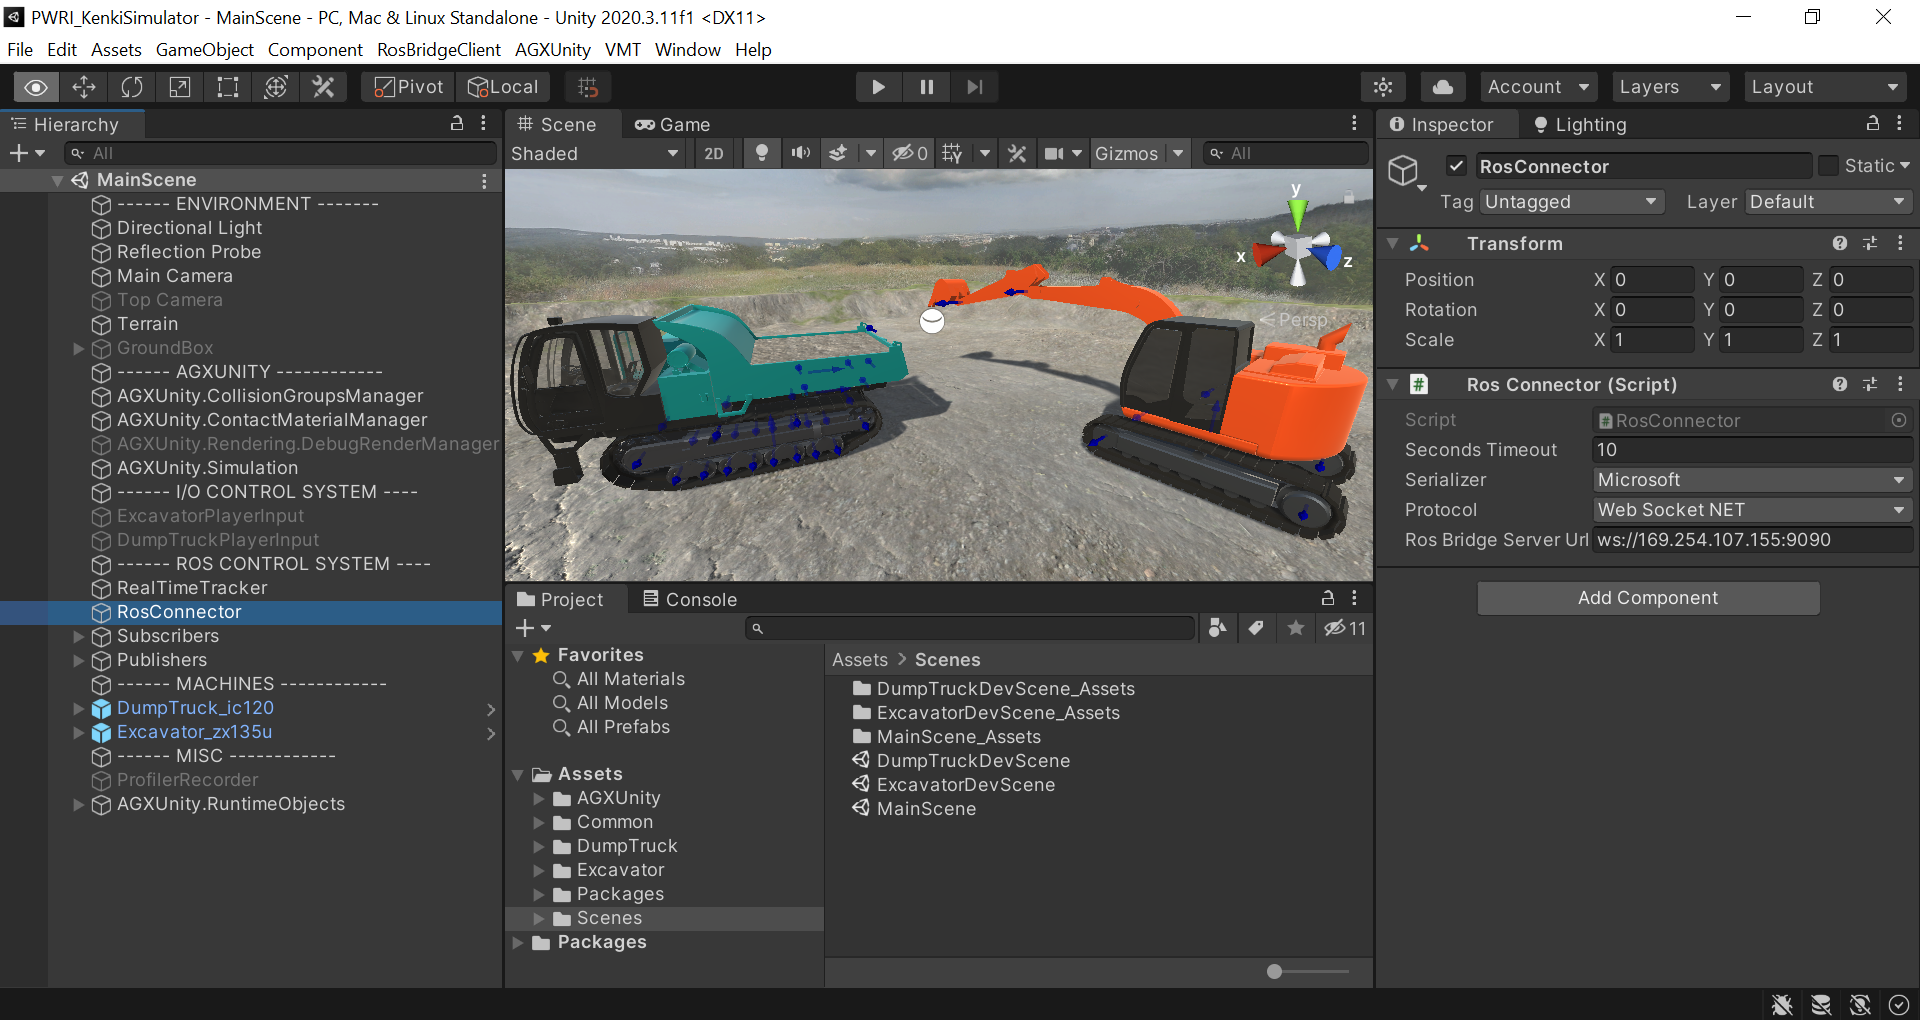 PWRI_KenkiSimulator - MainScene - PC, Mac & Linux Standalone - Unity 2020.3.11f1 <DX11>
File Edit Assets GameObject Component RosBridgeClient AGXUnity VMT Window Help
Pivot Local Account Layers Layout
Hierarchy
All
MainScene
------ ENVIRONMENT -------
Directional Light
Reflection Probe
Main Camera
Top Camera
Terrain
GroundBox
------ AGXUNITY ------------
AGXUnity.CollisionGroupsManager
AGXUnity.ContactMaterialManager
AGXUnity.Rendering.DebugRenderManager
AGXUnity.Simulation
------ I/O CONTROL SYSTEM ----
ExcavatorPlayerInput
DumpTruckPlayerInput
------ ROS CONTROL SYSTEM ----
RealTimeTracker
RosConnector
Subscribers
Publishers
------ MACHINES ------------
DumpTruck_ic120
Excavator_zx135u
------ MISC ------------
ProfilerRecorder
AGXUnity.RuntimeObjects
Scene Game
Shaded 2D 0 Gizmos All
y
x
z
Persp
Project Console
11
Favorites
All Materials
All Models
All Prefabs
Assets
AGXUnity
Common
DumpTruck
Excavator
Packages
Scenes
Packages
Assets > Scenes
DumpTruckDevScene_Assets
ExcavatorDevScene_Assets
MainScene_Assets
DumpTruckDevScene
ExcavatorDevScene
MainScene
Inspector Lighting
RosConnector Static
Tag Untagged Layer Default
Transform
Position X 0 Y 0 Z 0
Rotation X 0 Y 0 Z 0
Scale X 1 Y 1 Z 1
# Ros Connector (Script)
Script # RosConnector
Seconds Timeout 10
Serializer Microsoft
Protocol Web Socket NET
Ros Bridge Server Url ws://169.254.107.155:9090
Add Component